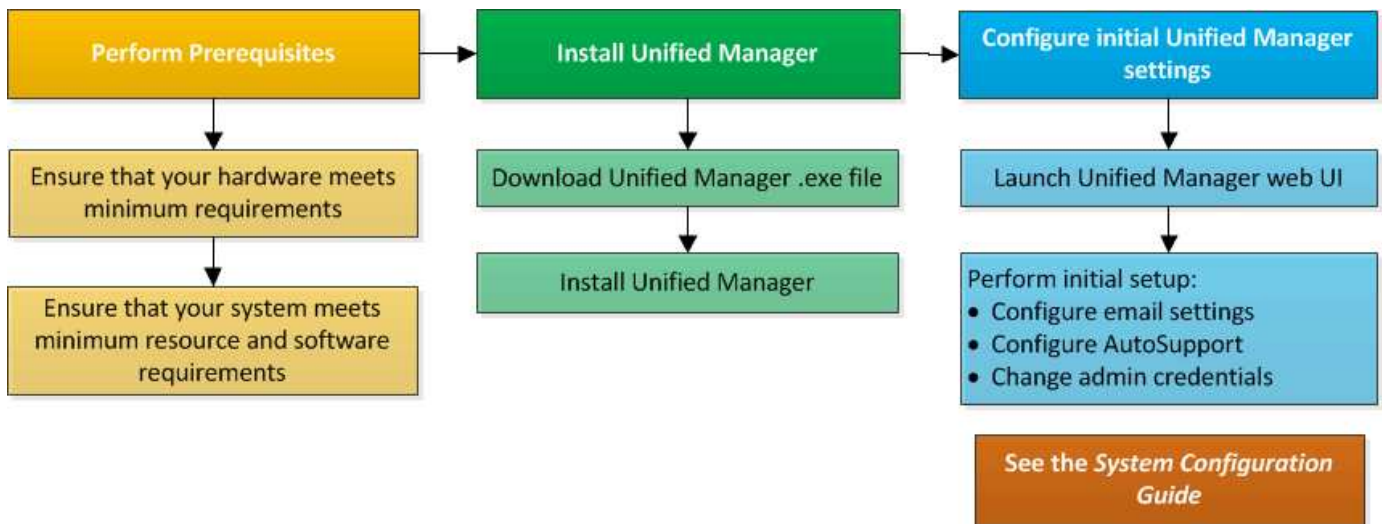 Perform Prerequisites
Ensure that your hardware meets
minimum requirements
Ensure that your system meets
minimum resource and software
requirements
Install Unified Manager
Download Unified Manager .exe file
Install Unified Manager
Configure initial Unified Manager
settings
Launch Unified Manager web UI
Perform initial setup:
• Configure email settings
• Configure AutoSupport
• Change admin credentials
See the System Configuration
Guide